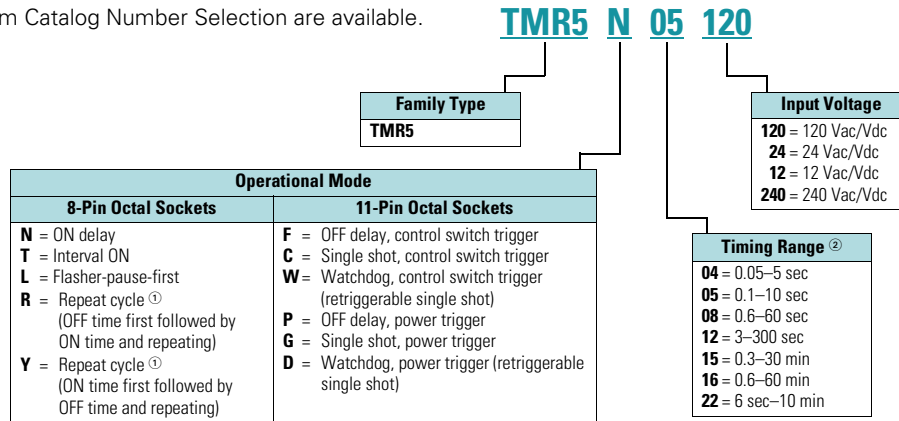 m Catalog Number Selection are available.
TMR5 N 05 120
Family Type
TMR5
Input Voltage
120 = 120 Vac/Vdc
24 = 24 Vac/Vdc
12 = 12 Vac/Vdc
240 = 240 Vac/Vdc
Operational Mode
8-Pin Octal Sockets
N = ON delay
T = Interval ON
L = Flasher-pause-first
R = Repeat cycle ①
(OFF time first followed by
ON time and repeating)
Y = Repeat cycle ①
(ON time first followed by
OFF time and repeating)
11-Pin Octal Sockets
F = OFF delay, control switch trigger
C = Single shot, control switch trigger
W = Watchdog, control switch trigger
(retriggerable single shot)
P = OFF delay, power trigger
G = Single shot, power trigger
D = Watchdog, power trigger (retriggerable
single shot)
Timing Range ②
04 = 0.05–5 sec
05 = 0.1–10 sec
08 = 0.6–60 sec
12 = 3–300 sec
15 = 0.3–30 min
16 = 0.6–60 min
22 = 6 sec–10 min